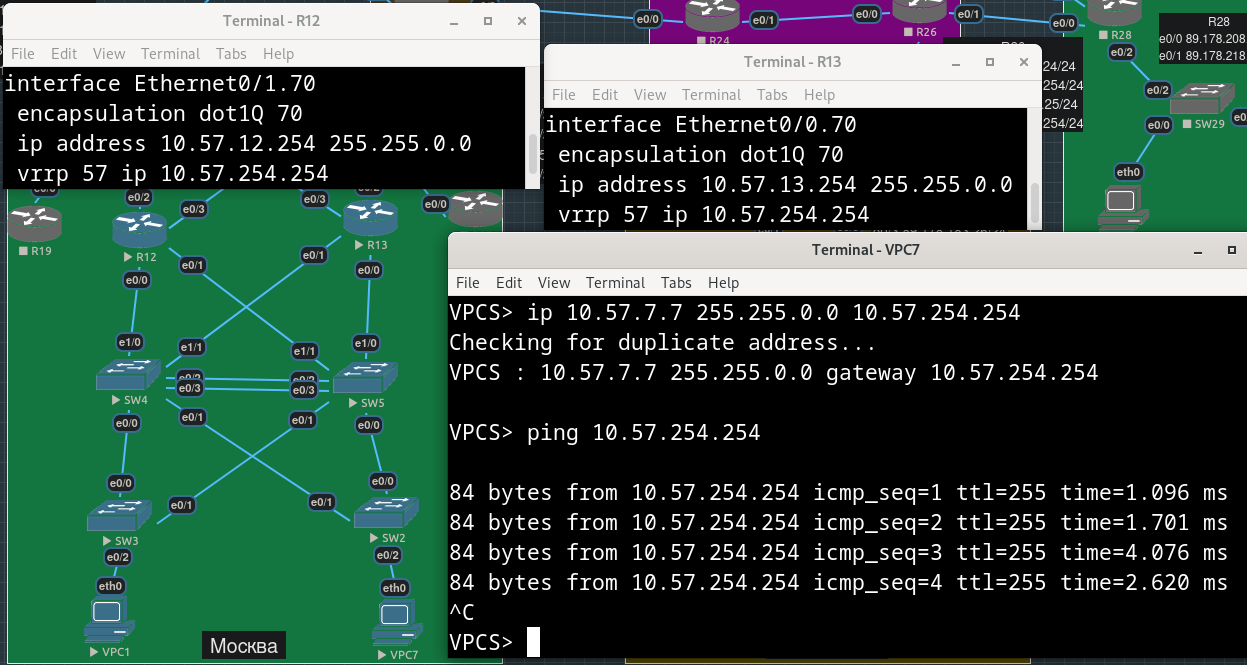 Terminal - R12
File Edit View Terminal Tabs Help
interface Ethernet0/1.70
encapsulation dot1Q 70
ip address 10.57.12.254 255.255.0.0
vrrp 57 ip 10.57.254.254
Terminal - R13
File Edit View Terminal Tabs Help
interface Ethernet0/0.70
encapsulation dot1Q 70
ip address 10.57.13.254 255.255.0.0
vrrp 57 ip 10.57.254.254
Terminal - VPC7
File Edit View Terminal Tabs Help
VPCS> ip 10.57.7.7 255.255.0.0 10.57.254.254
Checking for duplicate address...
VPCS : 10.57.7.7 255.255.0.0 gateway 10.57.254.254
VPCS> ping 10.57.254.254
84 bytes from 10.57.254.254 icmp_seq=1 ttl=255 time=1.096 ms
84 bytes from 10.57.254.254 icmp_seq=2 ttl=255 time=1.701 ms
84 bytes from 10.57.254.254 icmp_seq=3 ttl=255 time=4.076 ms
84 bytes from 10.57.254.254 icmp_seq=4 ttl=255 time=2.620 ms
^C
VPCS>
e0/0 e0/1 e0/0 e0/1 e0/0
R24 R26 R28
R28
e0/0 89.178.208
e0/1 89.178.218
24/24
254/24
25/24
254/24
e0/2
e0/2
SW29
e0/0
eth0
e0/2 e0/3 e0/3 e0/0
R19 R12 R13
e0/1 e0/1
e0/0 e0/0
e1/0 e1/0
e1/1 e1/1
e0/3 e0/3
SW4 SW5
e0/0 e0/1 e0/1 e0/0
e0/0 e0/0
e0/1 e0/1
SW3 SW2
e0/2 e0/2
eth0 eth0
VPC1 VPC7
Москва